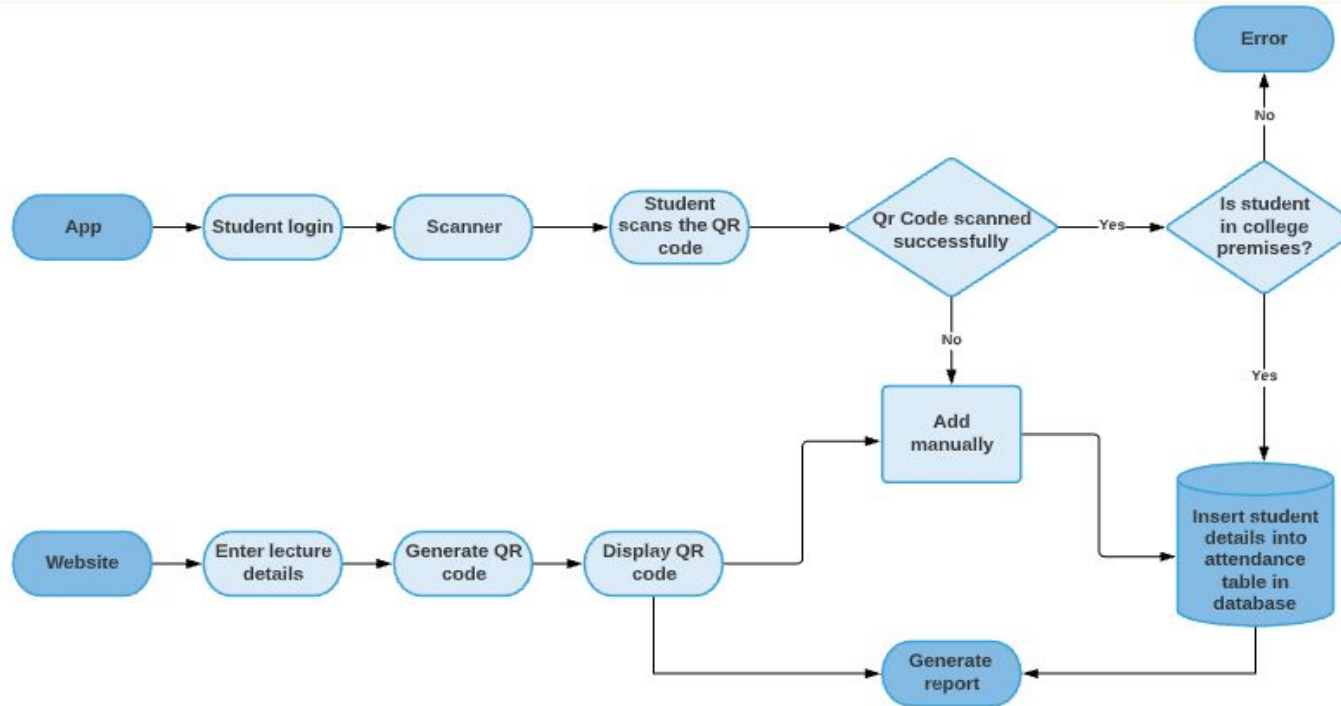 Error
No
App
Student login
Scanner
Student
scans the QR
code
Qr Code scanned
successfully
Yes
Is student
in college
premises?
No
Yes
Add
manually
Website
Enter lecture
details
Generate QR
code
Display QR
code
Insert student
details into
attendance
table in
database
Generate
report